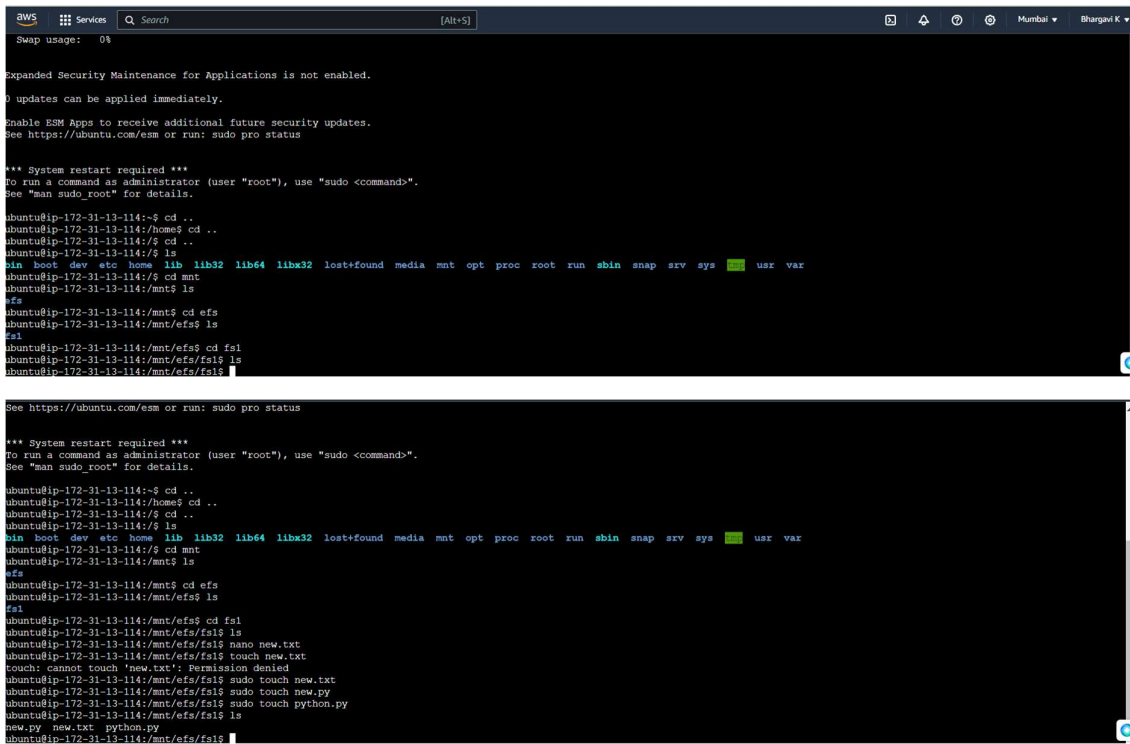 aws Services Search [Alt+S] Mumbai Bhargavi K
Swap usage: 0%
Expanded Security Maintenance for Applications is not enabled.
0 updates can be applied immediately.
Enable ESM Apps to receive additional future security updates.
See https://ubuntu.com/esm or run: sudo pro status
*** System restart required ***
To run a command as administrator (user "root"), use "sudo <command>".
See "man sudo_root" for details.
ubuntu@ip-172-31-13-114:~$ cd ..
ubuntu@ip-172-31-13-114:/home$ cd ..
ubuntu@ip-172-31-13-114:/$ cd ..
ubuntu@ip-172-31-13-114:/$ ls
bin boot dev etc home lib lib32 lib64 libx32 lost+found media mnt opt proc root run sbin snap srv sys tmp usr var
ubuntu@ip-172-31-13-114:/$ cd mnt
ubuntu@ip-172-31-13-114:/mnt$ ls
efs
ubuntu@ip-172-31-13-114:/mnt$ cd efs
ubuntu@ip-172-31-13-114:/mnt/efs$ ls
fs1
ubuntu@ip-172-31-13-114:/mnt/efs$ cd fs1
ubuntu@ip-172-31-13-114:/mnt/efs/fs1$ ls
ubuntu@ip-172-31-13-114:/mnt/efs/fs1$
See https://ubuntu.com/esm or run: sudo pro status
*** System restart required ***
To run a command as administrator (user "root"), use "sudo <command>".
See "man sudo_root" for details.
ubuntu@ip-172-31-13-114:~$ cd ..
ubuntu@ip-172-31-13-114:/home$ cd ..
ubuntu@ip-172-31-13-114:/$ cd ..
ubuntu@ip-172-31-13-114:/$ ls
bin boot dev etc home lib lib32 lib64 libx32 lost+found media mnt opt proc root run sbin snap srv sys tmp usr var
ubuntu@ip-172-31-13-114:/$ cd mnt
ubuntu@ip-172-31-13-114:/mnt$ ls
efs
ubuntu@ip-172-31-13-114:/mnt$ cd efs
ubuntu@ip-172-31-13-114:/mnt/efs$ ls
fs1
ubuntu@ip-172-31-13-114:/mnt/efs$ cd fs1
ubuntu@ip-172-31-13-114:/mnt/efs/fs1$ ls
ubuntu@ip-172-31-13-114:/mnt/efs/fs1$ nano new.txt
ubuntu@ip-172-31-13-114:/mnt/efs/fs1$ touch new.txt
touch: cannot touch 'new.txt': Permission denied
ubuntu@ip-172-31-13-114:/mnt/efs/fs1$ sudo touch new.txt
ubuntu@ip-172-31-13-114:/mnt/efs/fs1$ sudo touch new.py
ubuntu@ip-172-31-13-114:/mnt/efs/fs1$ sudo touch python.py
ubuntu@ip-172-31-13-114:/mnt/efs/fs1$ ls
new.py new.txt python.py
ubuntu@ip-172-31-13-114:/mnt/efs/fs1$